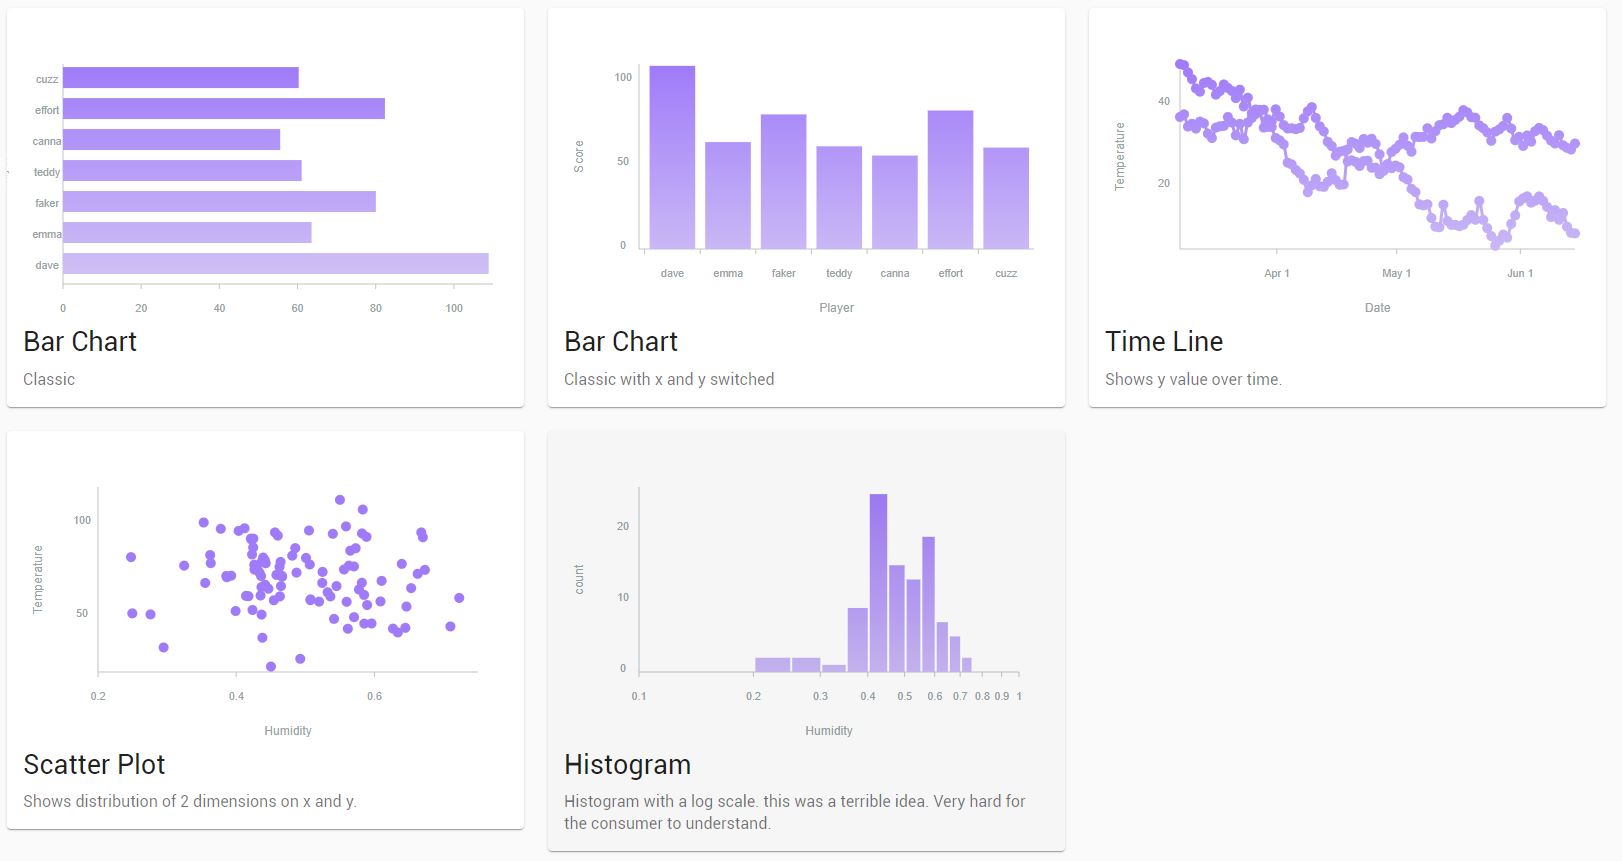 cuzz
effort
canna
teddy
faker
emma
dave
0 20 40 60 80 100
Bar Chart
Classic
100
50
0
Score
dave emma faker teddy canna effort cuzz
Player
Bar Chart
Classic with x and y switched
40
20
Temperature
Apr 1 May 1 Jun 1
Date
Time Line
Shows y value over time.
100
50
Temperature
0.2 0.4 0.6
Humidity
Scatter Plot
Shows distribution of 2 dimensions on x and y.
20
10
0
count
0.1 0.2 0.3 0.4 0.5 0.6 0.7 0.8 0.9 1
Humidity
Histogram
Histogram with a log scale. this was a terrible idea. Very hard for
the consumer to understand.